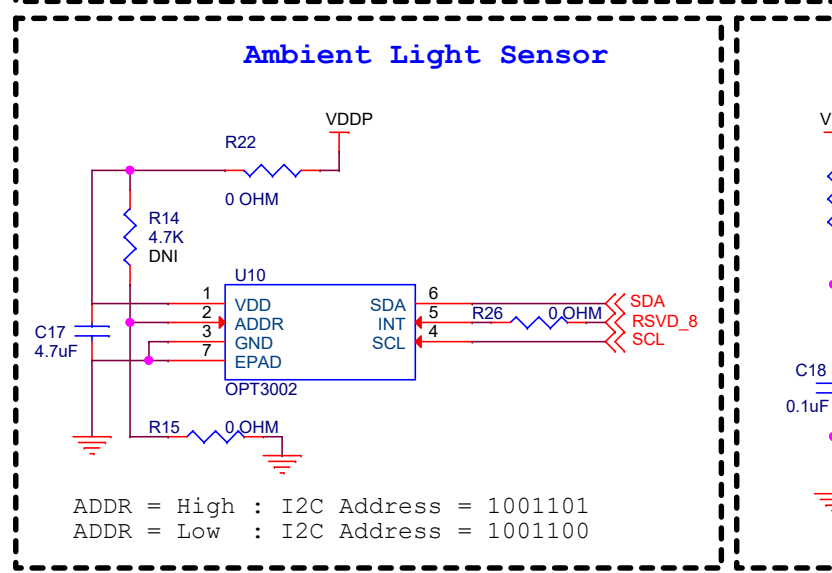 Ambient Light Sensor
VDDP
V
R22
0 OHM
R14
4.7K
DNI
U10
1 VDD SDA 6 SDA
2 ADDR INT 5 R26 0 OHM RSVD_8
3 GND SCL 4 SCL
7 EPAD
OPT3002
C17
4.7uF
C18
0.1uF
R15 0 OHM
ADDR = High : I2C Address = 1001101
ADDR = Low : I2C Address = 1001100